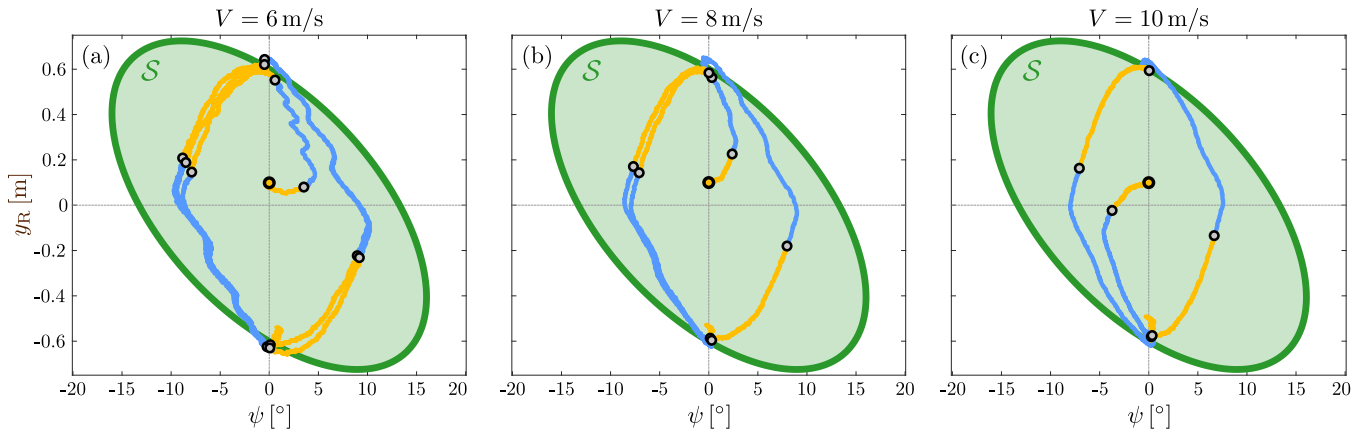 V = 6 m/s
V = 8 m/s
V = 10 m/s
(a)
S
(b)
S
(c)
S
y_R [m]
0.6
0.4
0.2
0
-0.2
-0.4
-0.6
-20 -15 -10 -5 0 5 10 15 20
-20 -15 -10 -5 0 5 10 15 20
-20 -15 -10 -5 0 5 10 15 20
ψ [°]
ψ [°]
ψ [°]